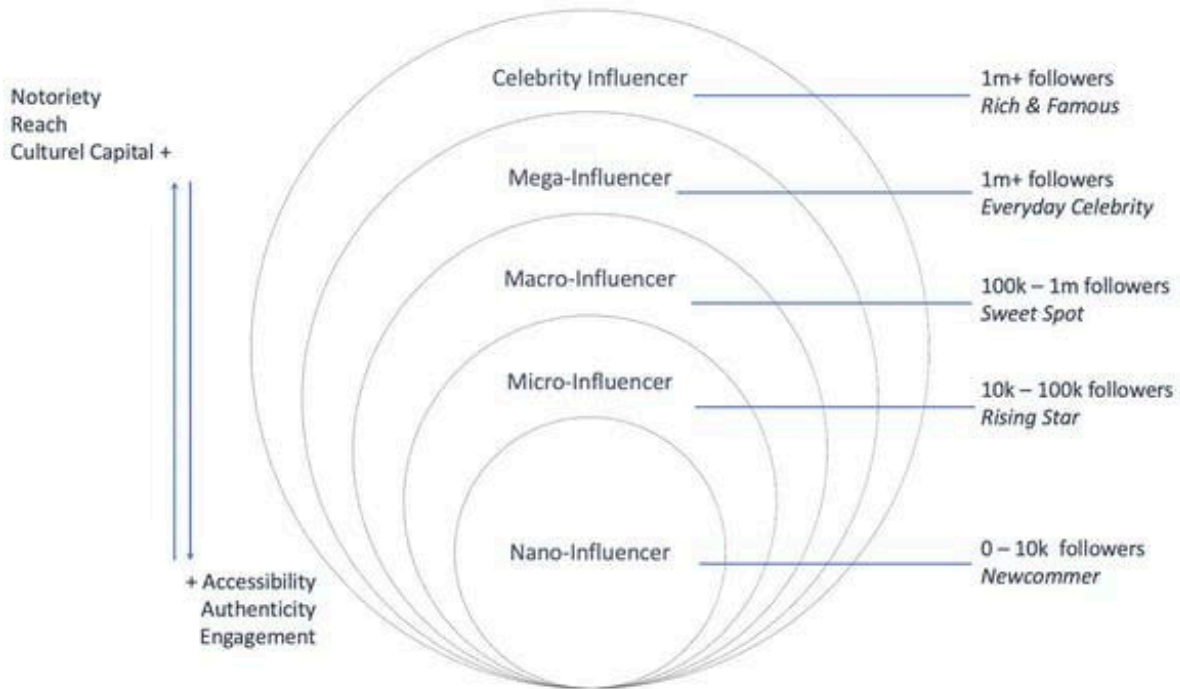 Notoriety
Reach
Culturel Capital +
Celebrity Influencer
1m+ followers
Rich & Famous
Mega-Influencer
1m+ followers
Everyday Celebrity
Macro-Influencer
100k – 1m followers
Sweet Spot
Micro-Influencer
10k – 100k followers
Rising Star
Nano-Influencer
0 – 10k followers
Newcommer
+ Accessibility
Authenticity
Engagement